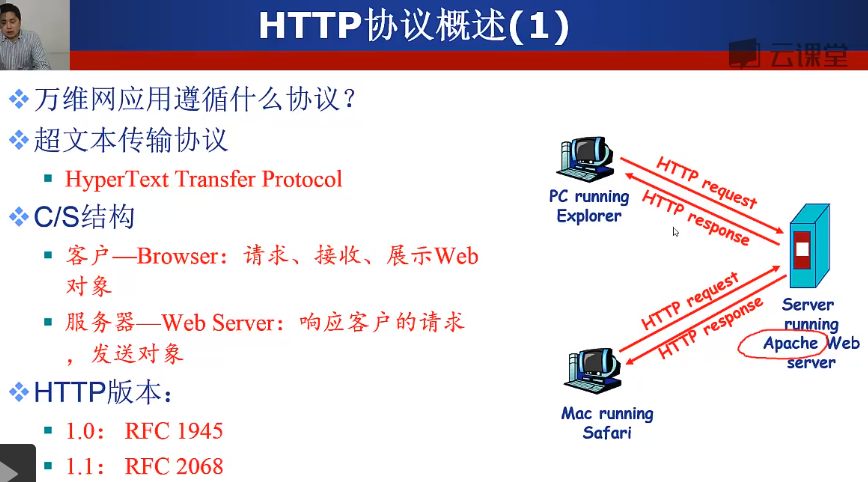 HTTP协议概述(1)
云课堂
万维网应用遵循什么协议？
超文本传输协议
HyperText Transfer Protocol
C/S结构
客户—Browser：请求、接收、展示Web
对象
服务器—Web Server：响应客户的请求
，发送对象
HTTP版本：
1.0： RFC 1945
1.1： RFC 2068
PC running
Explorer
HTTP request
HTTP response
HTTP request
HTTP response
Server
running
Apache Web
server
Mac running
Safari